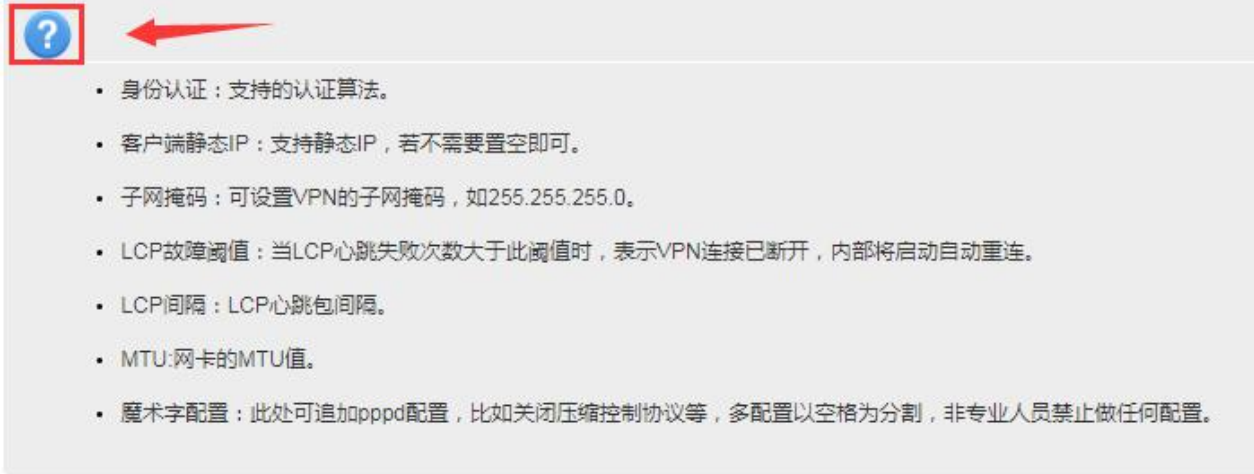 ?
• 身份认证：支持的认证算法。
• 客户端静态IP：支持静态IP，若不需要置空即可。
• 子网掩码：可设置VPN的子网掩码，如255.255.255.0。
• LCP故障阈值：当LCP心跳失败次数大于此阈值时，表示VPN连接已断开，内部将启动自动重连。
• LCP间隔：LCP心跳包间隔。
• MTU:网卡的MTU值。
• 魔术字配置：此处可追加pppd配置，比如关闭压缩控制协议等，多配置以空格为分割，非专业人员禁止做任何配置。